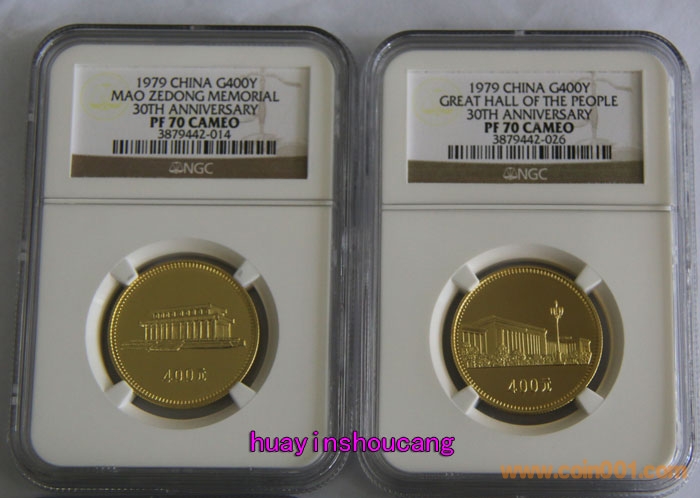 1979 CHINA G400Y
MAO ZEDONG MEMORIAL
30TH ANNIVERSARY
PF 70 CAMEO
3879442-014
NGC
400元
1979 CHINA G400Y
GREAT HALL OF THE PEOPLE
30TH ANNIVERSARY
PF 70 CAMEO
3879442-026
NGC
400元
huayinshoucang
www.coin001.com